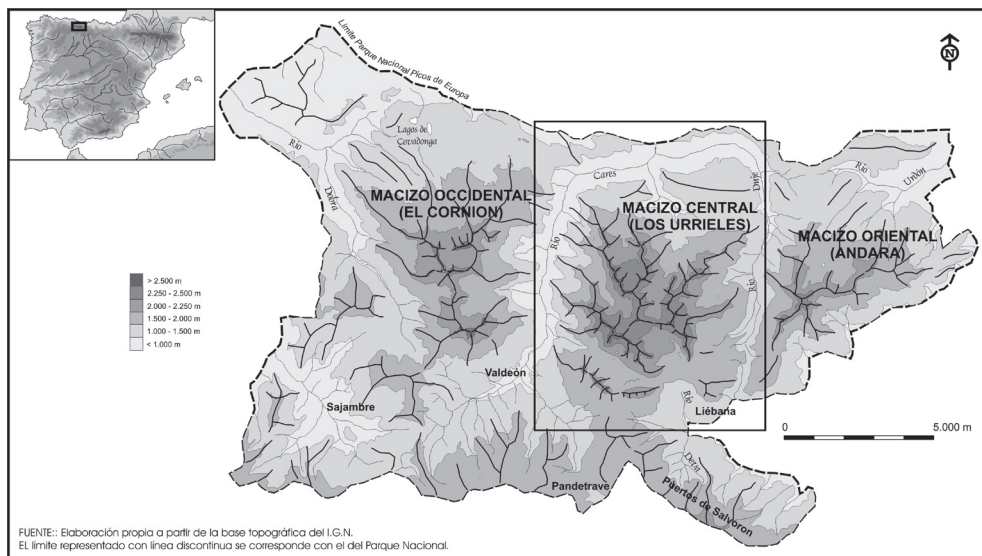 Límite Parque Nacional Picos de Europa
N
Lagos de
Covadonga
Río
Dobra
MACIZO OCCIDENTAL
(EL CORNION)
Cares
Río
MACIZO CENTRAL
(LOS URRIELES)
Duje
Río
Río
Urdón
MACIZO ORIENTAL
(ANDARA)
> 2.500 m
2.250 - 2.500 m
2.000 - 2.250 m
1.500 - 2.000 m
1.000 - 1.500 m
< 1.000 m
Valdeón
Sajambre
Río
Liébana
Deva
0
5.000 m
Pandetrave
Puertos de Salvoron
FUENTE:: Elaboración propia a partir de la base topográfica del I.G.N.
EL límite representado con línea discontinua se corresponde con el del Parque Nacional.